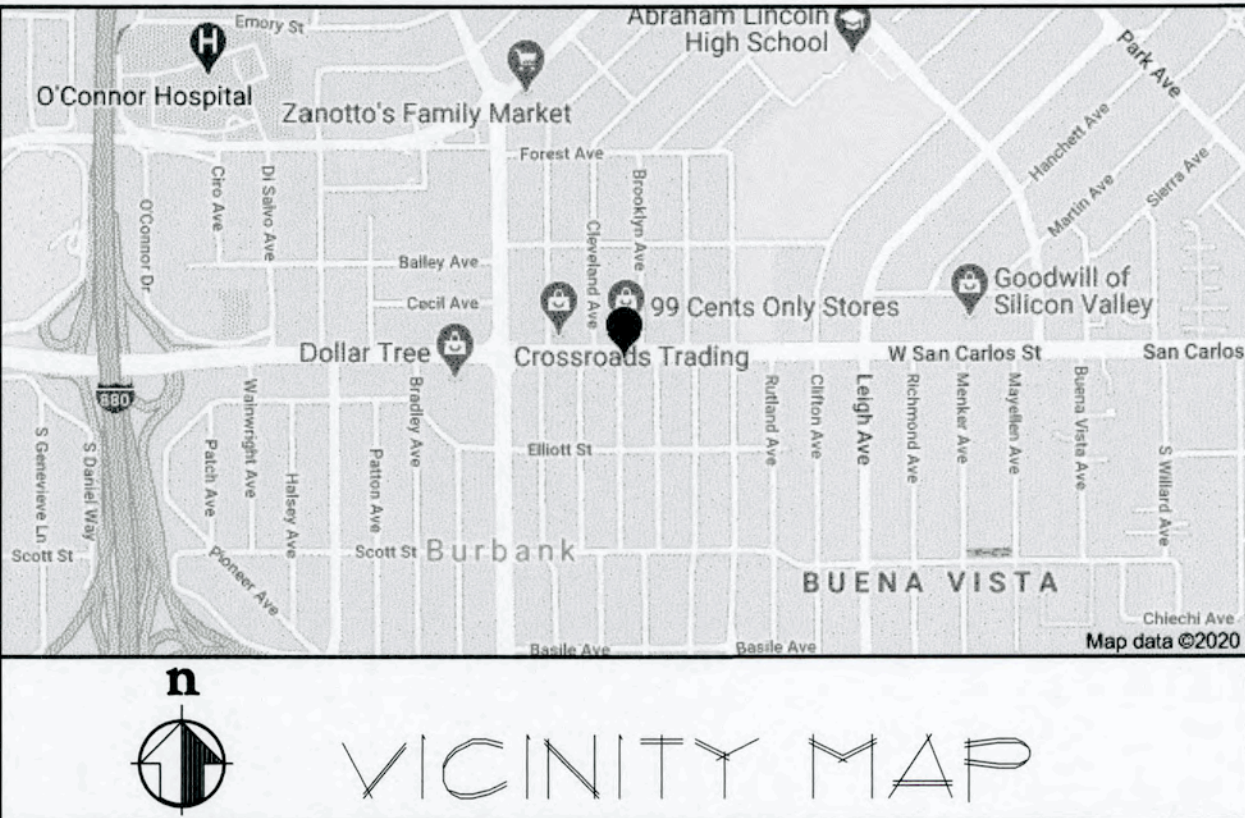 Emory St
Abraham Lincoln
High School
Park Ave
H
O'Connor Hospital
Zanotto's Family Market
Hanchett Ave
Forest Ave
Ciro Ave
Di Salvo Ave
Brooklyn Ave
Sierra Ave
Martin Ave
O'Connor Dr
Cleveland Ave
Bailey Ave
Cecil Ave
99 Cents Only Stores
Goodwill of
Silicon Valley
Dollar Tree
Crossroads Trading
W San Carlos St
San Carlos
880
Wainwright Ave
Bradley Ave
Rutland Ave
Clifton Ave
Leigh Ave
Richmond Ave
Menker Ave
Mayellen Ave
Buena Vista Ave
S Genevieve Ln
S Daniel Way
Patch Ave
Halsey Ave
Patton Ave
Elliott St
S Willard Ave
Scott St
Pioneer Ave
Scott St
Burbank
BUENA VISTA
Chiechi Ave
Basile Ave
Basile Ave
Map data ©2020
n
VICINITY MAP